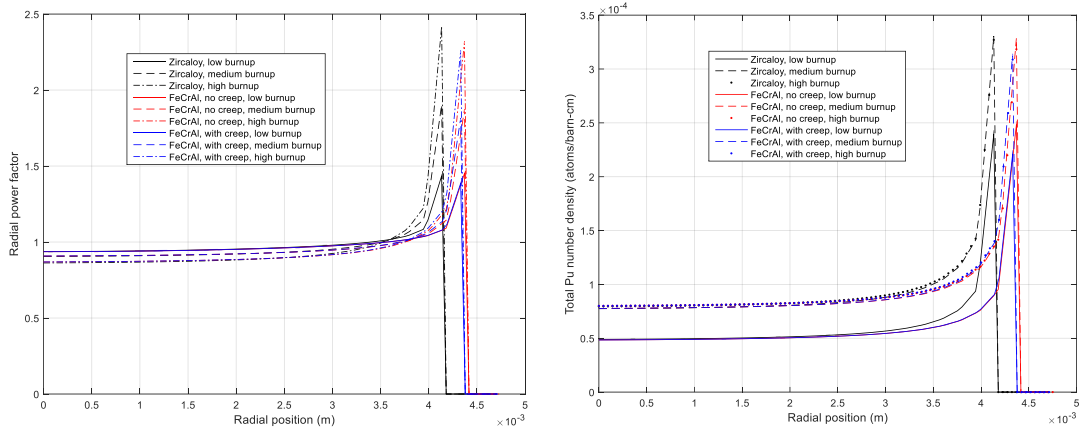 2.5
2
1.5
1
0.5
0
Radial power factor
Zircaloy, low burnup
Zircaloy, medium burnup
Zircaloy, high burnup
FeCrAl, no creep, low burnup
FeCrAl, no creep, medium burnup
FeCrAl, no creep, high burnup
FeCrAl, with creep, low burnup
FeCrAl, with creep, medium burnup
FeCrAl, with creep, high burnup
0 0.5 1 1.5 2 2.5 3 3.5 4 4.5 5
Radial position (m)
×10⁻³
×10⁻⁴
3.5
3
2.5
2
1.5
1
0.5
0
Total Pu number density (atoms/barn-cm)
Zircaloy, low burnup
Zircaloy, medium burnup
Zircaloy, high burnup
FeCrAl, no creep, low burnup
FeCrAl, no creep, medium burnup
FeCrAl, no creep, high burnup
FeCrAl, with creep, low burnup
FeCrAl, with creep, medium burnup
FeCrAl, with creep, high burnup
0 0.5 1 1.5 2 2.5 3 3.5 4 4.5 5
Radial position (m)
×10⁻³